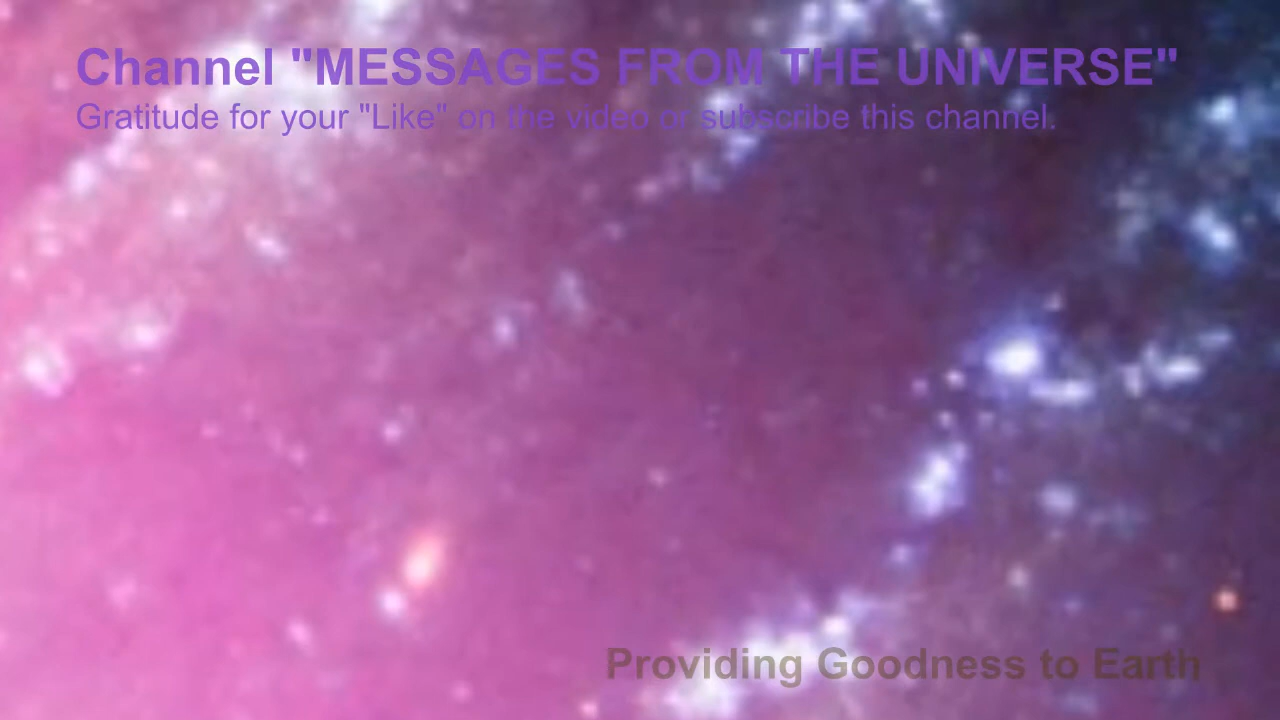 Channel "MESSAGES FROM THE UNIVERSE"
Gratitude for your "Like" on the video or subscribe this channel.
Providing Goodness to Earth